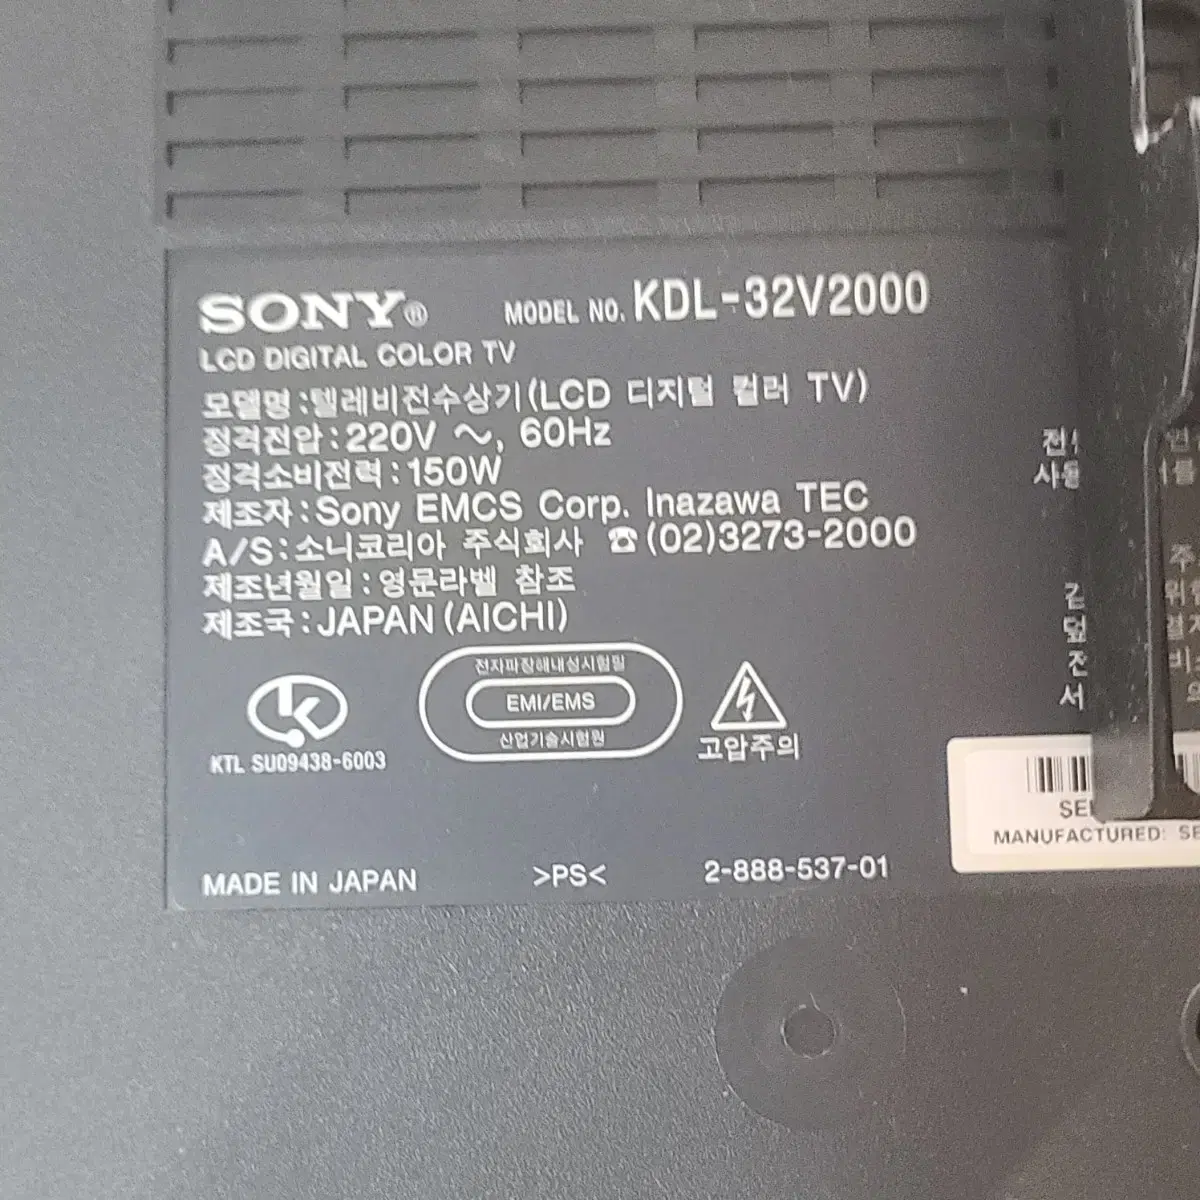 SONY®
MODEL NO. KDL-32V2000
LCD DIGITAL COLOR TV
모델명:텔레비전수상기(LCD 디지털 컬러 TV)
정격전압:220V ～, 60Hz
정격소비전력:150W
제조자:Sony EMCS Corp. Inazawa TEC
A/S:소니코리아 주식회사 ☎(02)3273-2000
제조년월일:영문라벨 참조
제조국:JAPAN (AICHI)
전자파장해내성시험필
EMI/EMS
산업기술시험원
KTL SU09438-6003
고압주의
MADE IN JAPAN
>PS<
2-888-537-01
사용
전
서
MANUFACTURED: